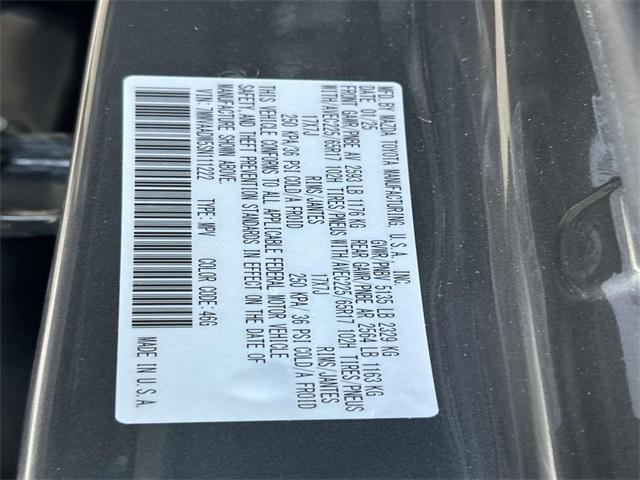 MFD. BY MAZDA TOYOTA MANUFACTURING, U.S.A., INC.
DATE: 01/25 GVWR/PNBV 5135 LB 2329 KG
FRONT GAWR/PNBE AV 2593 LB 1176 KG REAR GAWR/PNBE AR 2564 LB 1163 KG
WITH/AVEC 225/65R17 102H TIRES/PNEUS WITH/AVEC 225/65R17 102H TIRES/PNEUS
17X7J RIMS/JANTES 17X7J RIMS/JANTES
250 KPA/36 PSI COLD/A FROID 250 KPA/36 PSI COLD/A FROID
THIS VEHICLE CONFORMS TO ALL APPLICABLE FEDERAL MOTOR VEHICLE
SAFETY AND THEFT PREVENTION STANDARDS IN EFFECT ON THE DATE OF
MANUFACTURE SHOWN ABOVE.
TYPE: MPV COLOR CODE: 46G
MADE IN U.S.A.